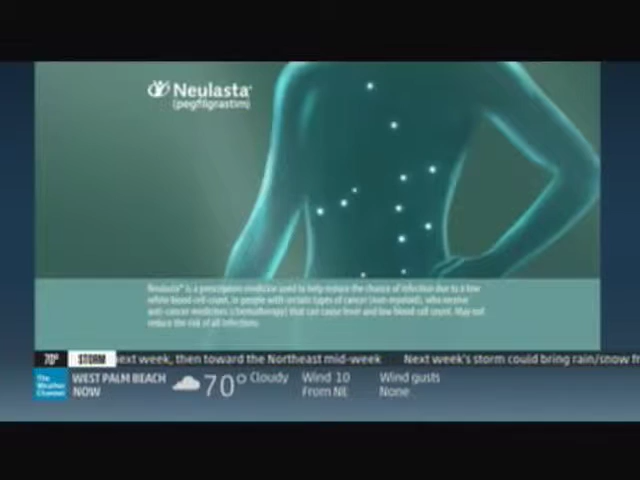 Neulasta®
(pegfilgrastim)
Neulasta® is a prescription medicine used to help reduce the chance of infection due to a low
white blood cell count, in people with certain types of cancer (non-myeloid), who receive
anti-cancer medicines (chemotherapy) that can cause fever and low blood cell count. May not
reduce the risk of all infections.
70° STORM ext week, then toward the Northeast mid-week Next week's storm could bring rain/snow fr
The
Weather
Channel
WEST PALM BEACH
NOW
70° Cloudy
Wind 10
From NE
Wind gusts
None